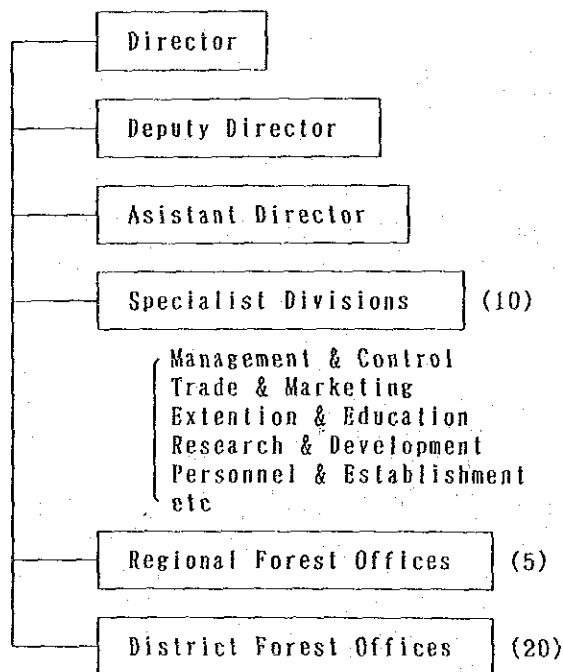 Director
Deputy Director
Asistant Director
Specialist Divisions (10)
Management & Control
Trade & Marketing
Extention & Education
Research & Development
Personnel & Establishment
etc
Regional Forest Offices (5)
District Forest Offices (20)